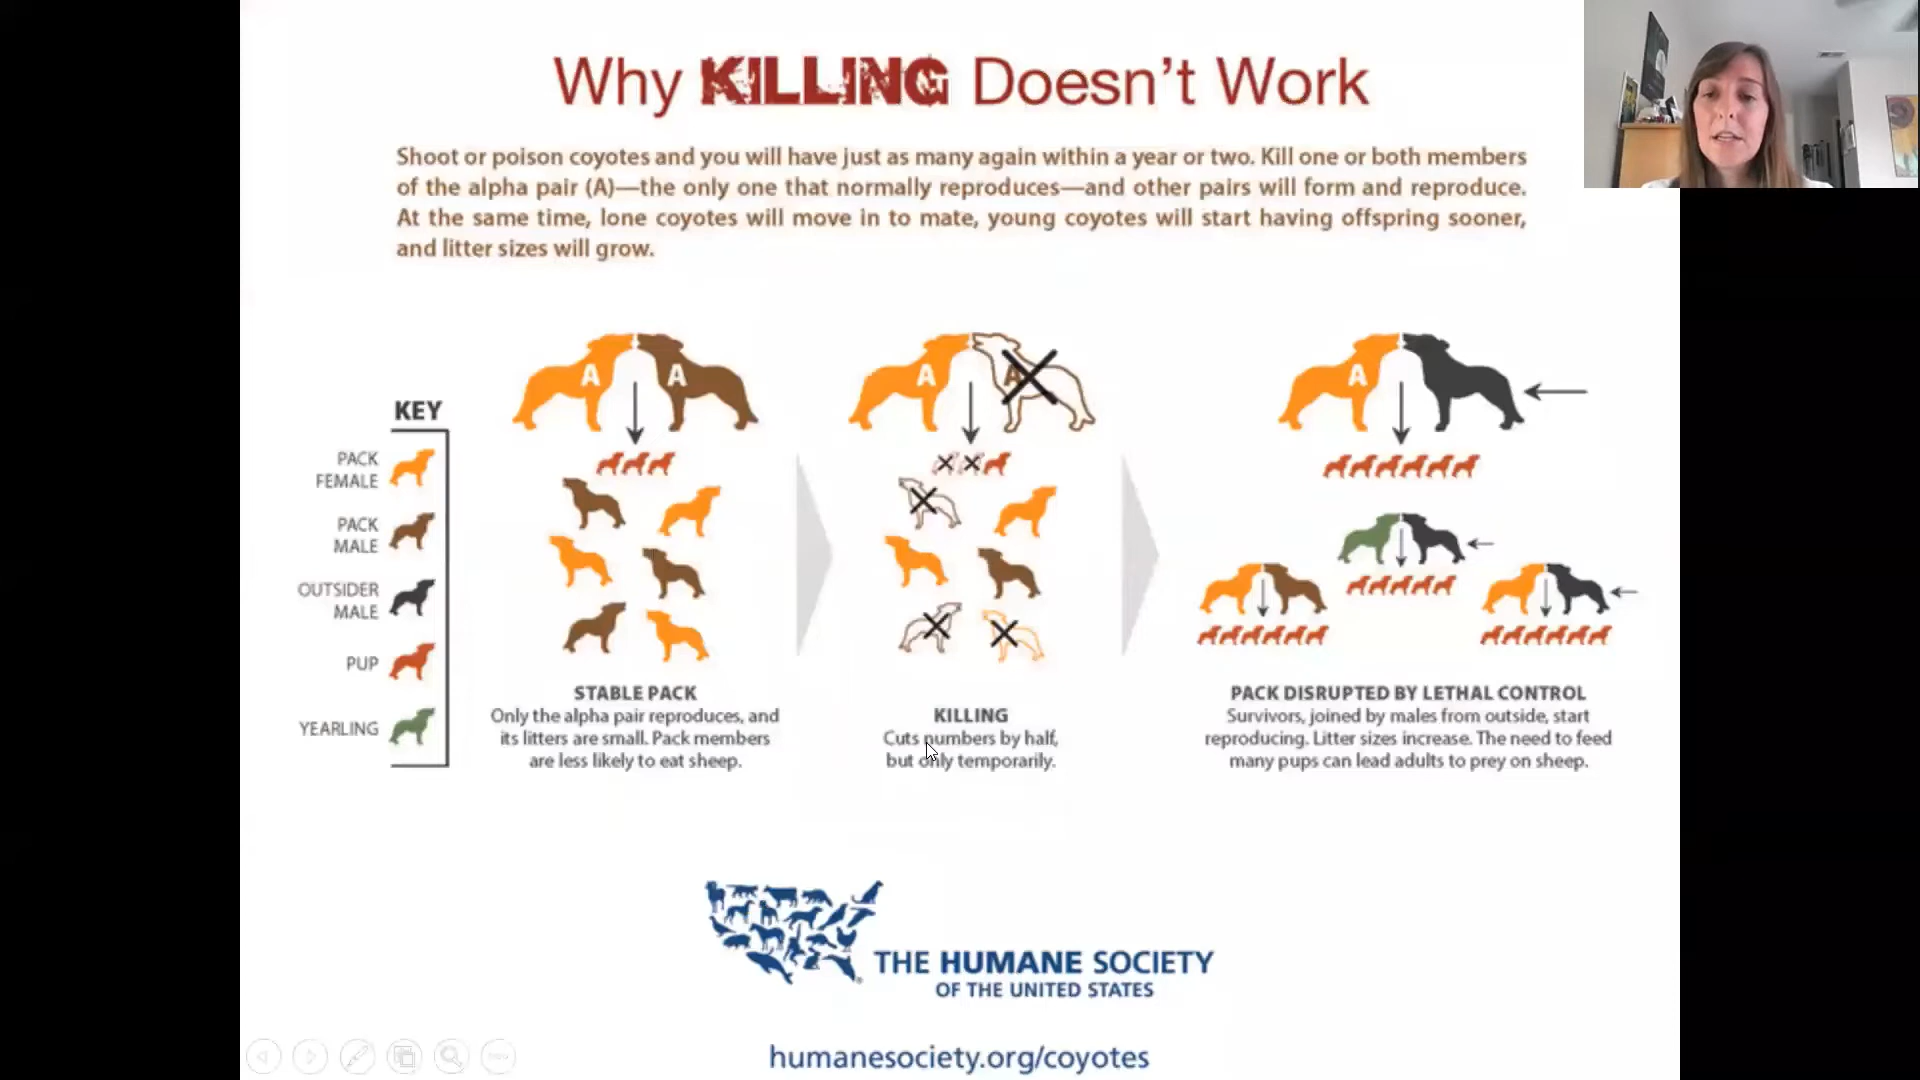 Why KILLING Doesn't Work
Shoot or poison coyotes and you will have just as many again within a year or two. Kill one or both members
of the alpha pair (A)—the only one that normally reproduces—and other pairs will form and reproduce.
At the same time, lone coyotes will move in to mate, young coyotes will start having offspring sooner,
and litter sizes will grow.
A A
A A
A
KEY
PACK
FEMALE
PACK
MALE
OUTSIDER
MALE
PUP
YEARLING
STABLE PACK
Only the alpha pair reproduces, and
its litters are small. Pack members
are less likely to eat sheep.
KILLING
Cuts numbers by half,
but only temporarily.
PACK DISRUPTED BY LETHAL CONTROL
Survivors, joined by males from outside, start
reproducing. Litter sizes increase. The need to feed
many pups can lead adults to prey on sheep.
THE HUMANE SOCIETY
OF THE UNITED STATES
humanesociety.org/coyotes